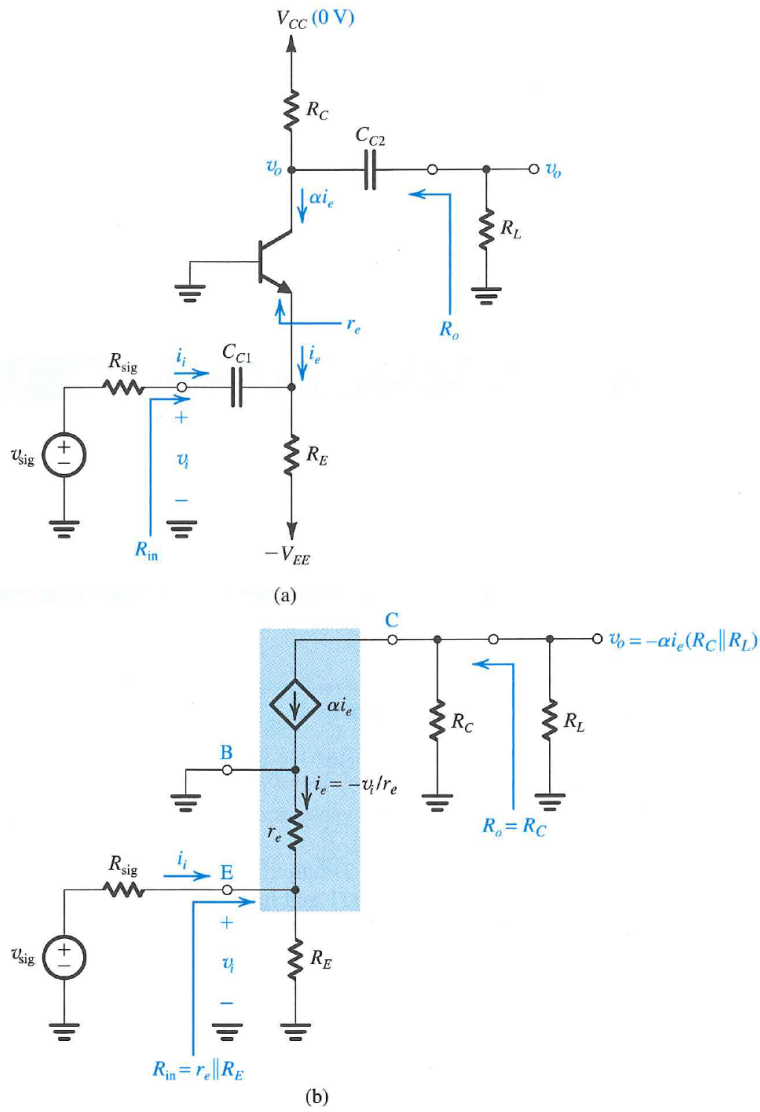 V_CC (0 V)
R_C
C_C2
v_o
v_o
αi_e
R_L
r_e
R_o
R_sig
i_i
C_C1
i_e
+
v_sig
+
−
v_i
R_E
−
R_in
−V_EE
(a)
C
v_o = −αi_e(R_C∥R_L)
αi_e
R_C
R_L
B
i_e = −v_i/r_e
r_e
R_o = R_C
R_sig
i_i
E
+
v_sig
+
−
v_i
R_E
−
R_in = r_e∥R_E
(b)